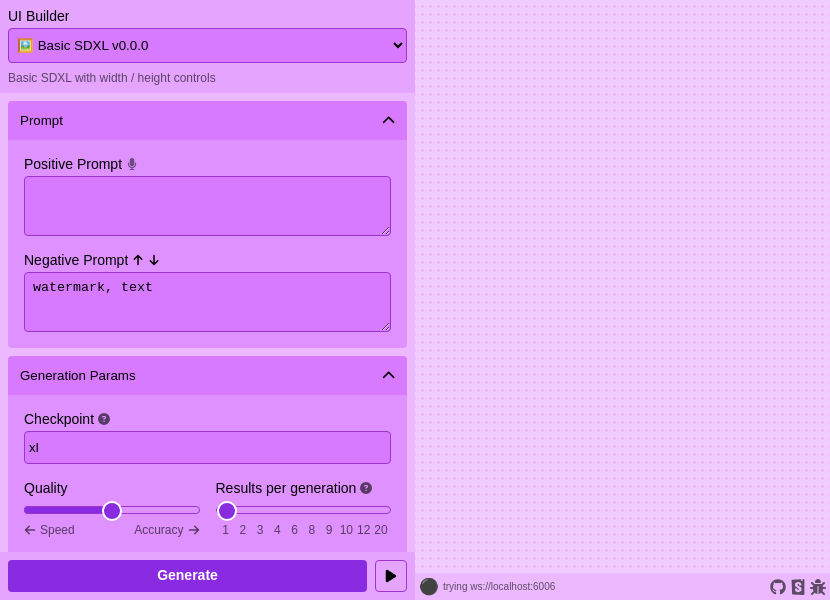 UI Builder
Basic SDXL v0.0.0
Basic SDXL with width / height controls
Prompt
Positive Prompt
Negative Prompt
watermark, text
Generation Params
Checkpoint
xl
Quality
Results per generation
Speed
Accuracy
1 2 3 4 6 8 9 10 12 20
Generate
trying ws://localhost:6006